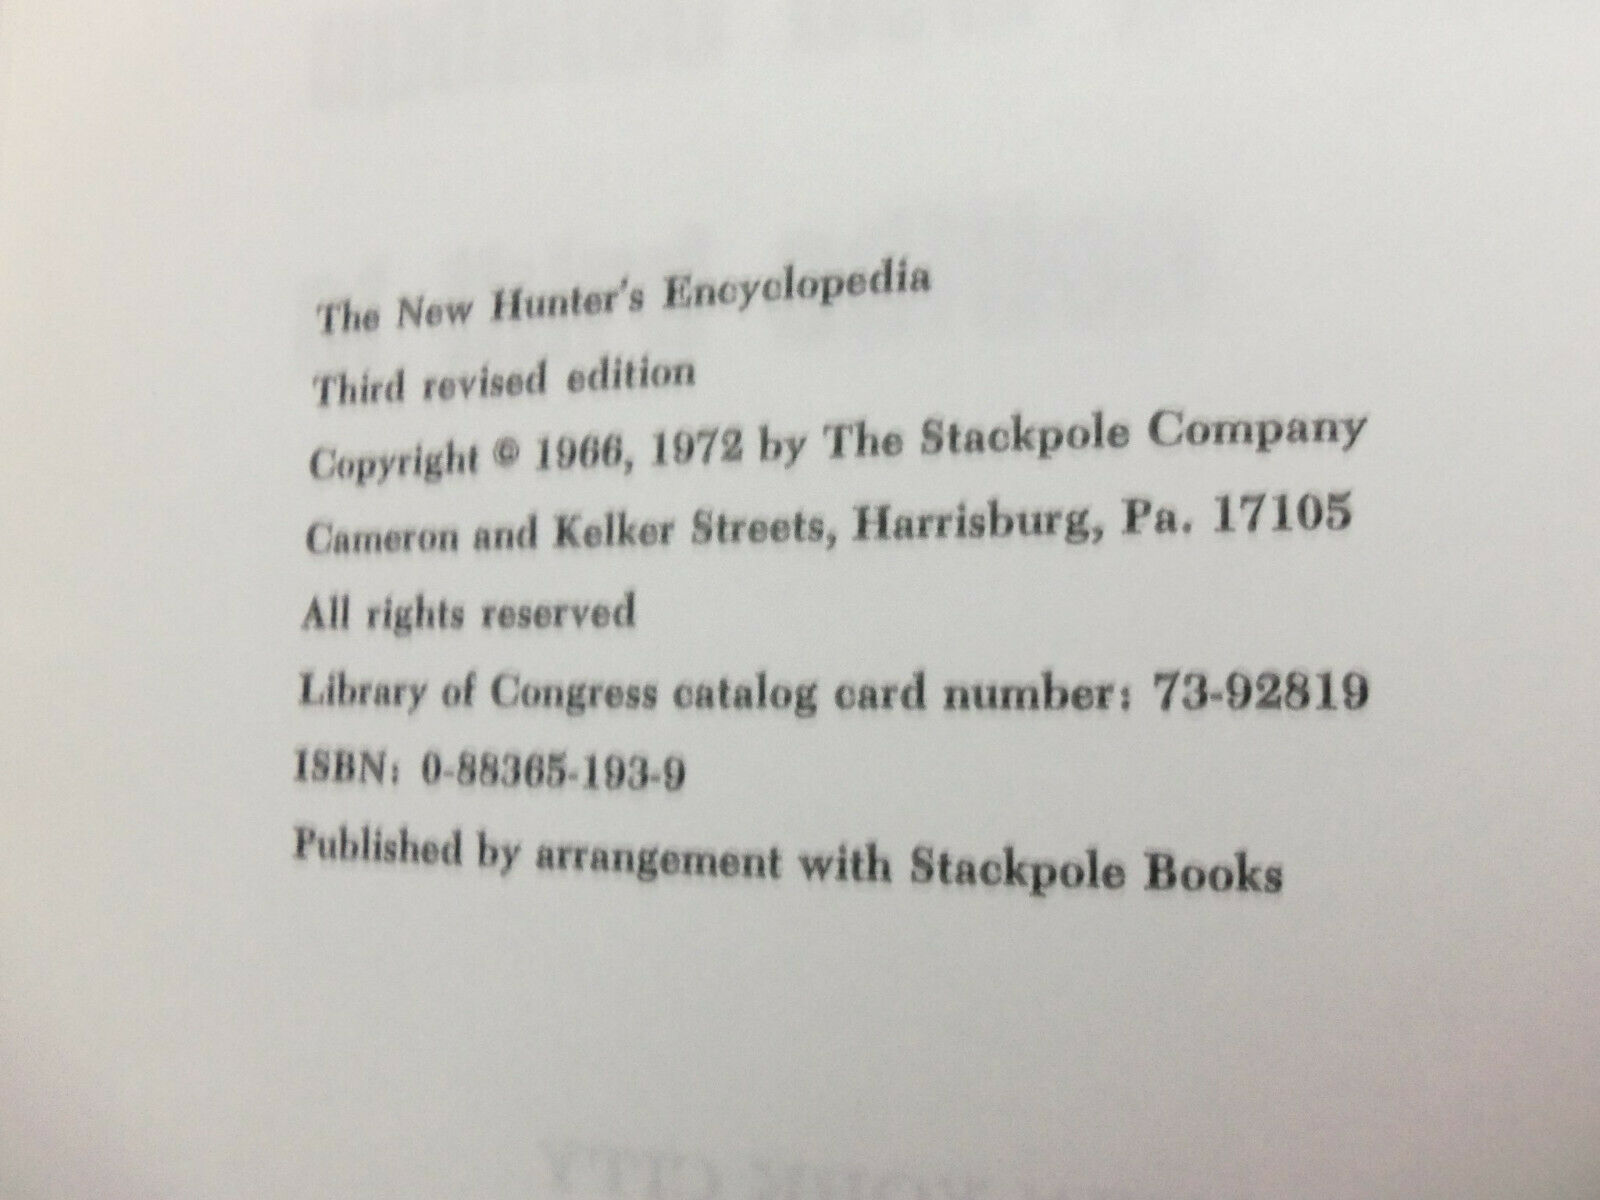 The New Hunter's Encyclopedia
Third revised edition
Copyright © 1966, 1972 by The Stackpole Company
Cameron and Kelker Streets, Harrisburg, Pa. 17105
All rights reserved
Library of Congress catalog card number: 73-92819
ISBN: 0-88365-193-9
Published by arrangement with Stackpole Books